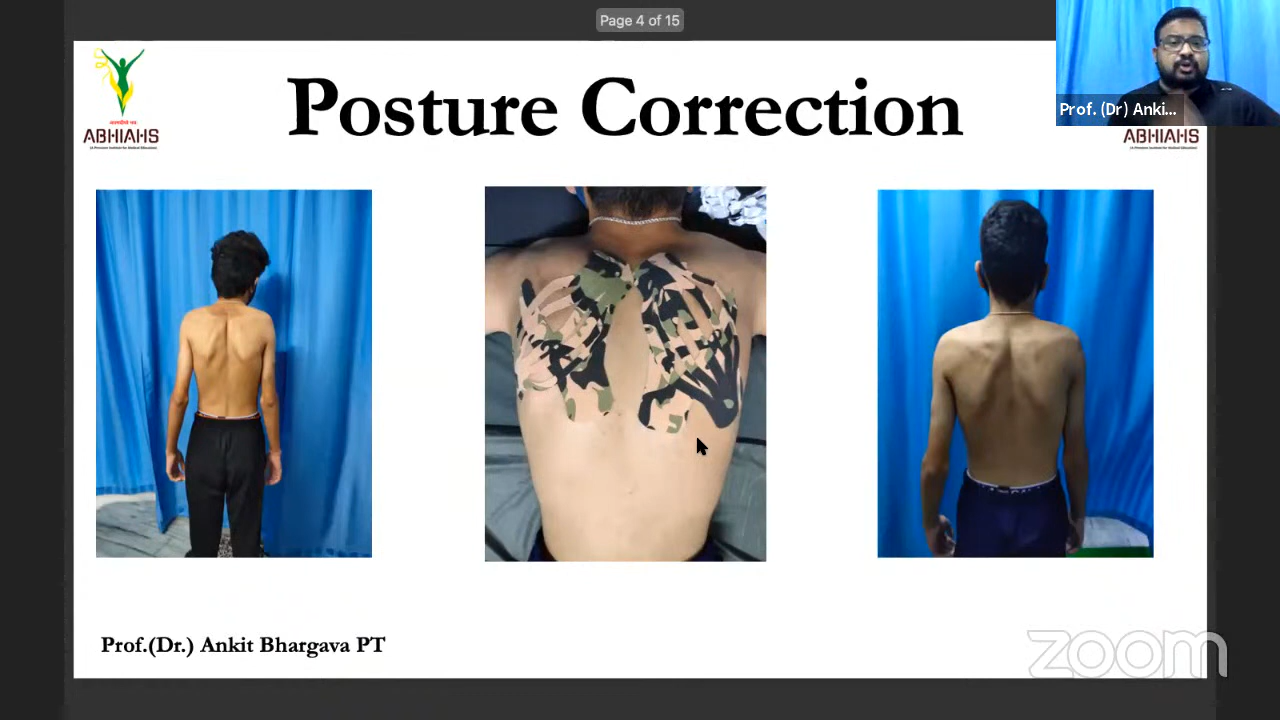 Page 4 of 15
Posture Correction
Prof. (Dr) Anki...
ABHIAHS
ABHIAHS
Prof.(Dr.) Ankit Bhargava PT
zoom